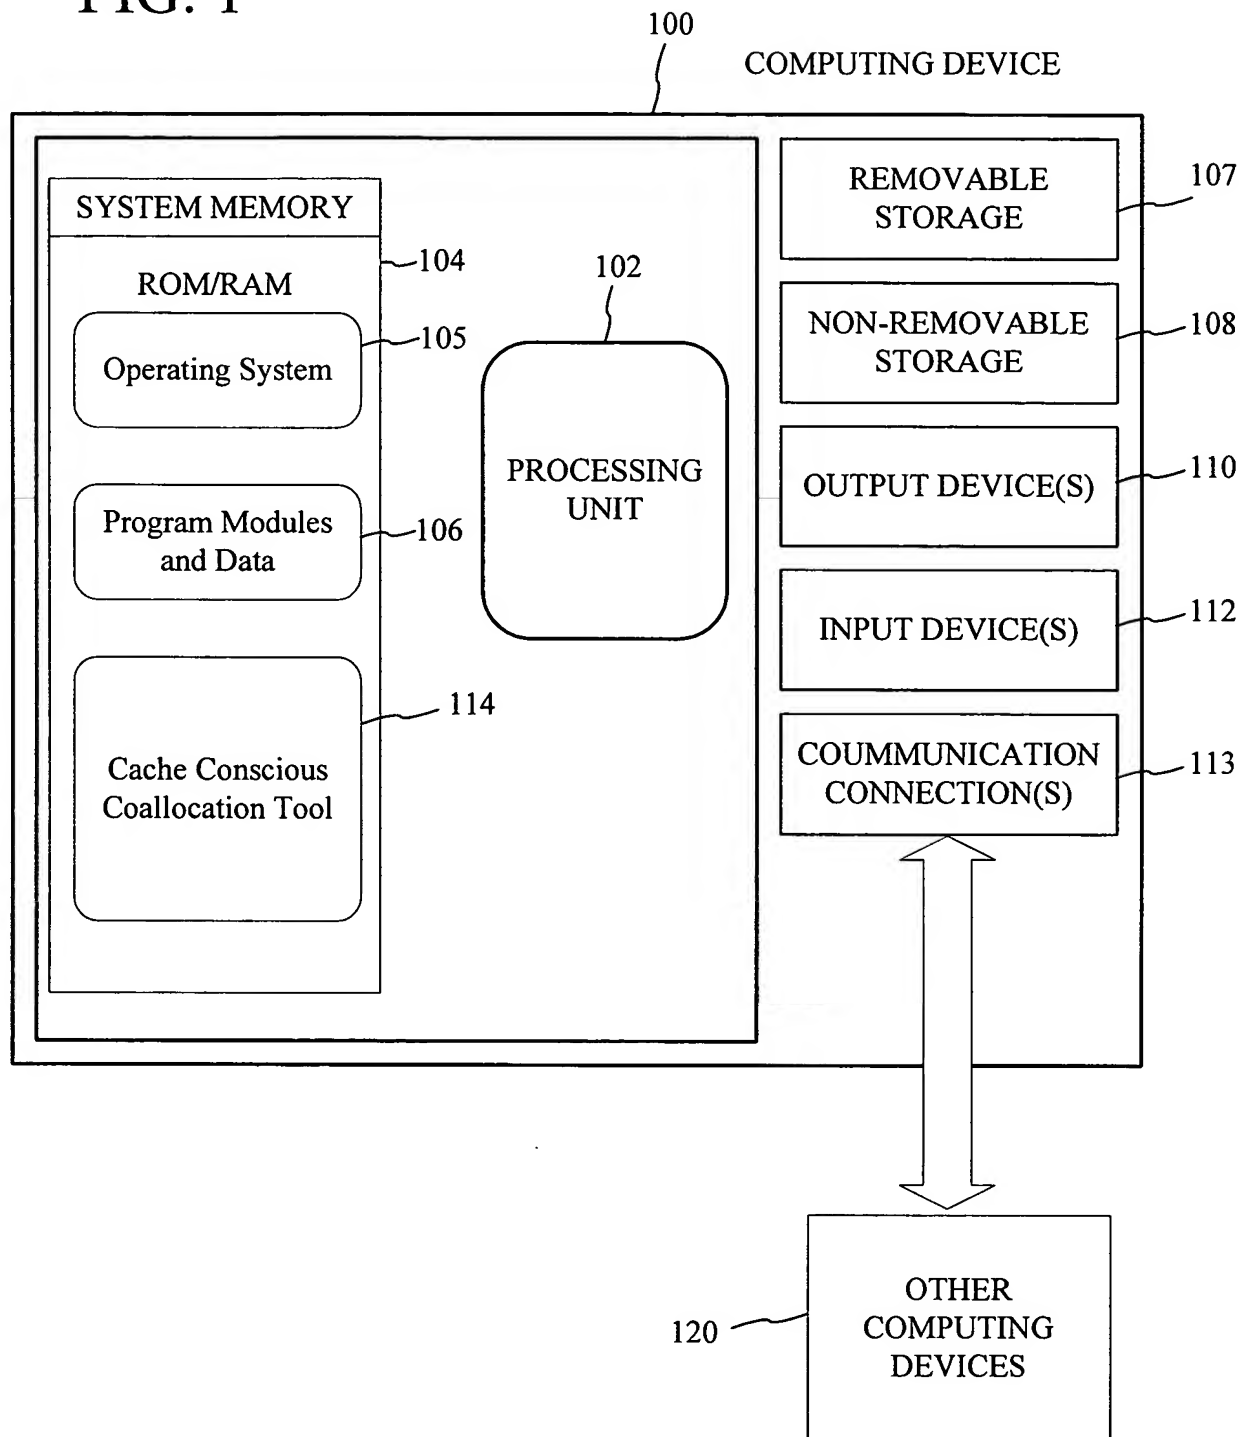 FIG. 1
100
COMPUTING DEVICE
SYSTEM MEMORY
104
ROM/RAM
Operating System
105
Program Modules
and Data
106
Cache Conscious
Coallocation Tool
114
102
PROCESSING
UNIT
REMOVABLE
STORAGE
107
NON-REMOVABLE
STORAGE
108
OUTPUT DEVICE(S)
110
INPUT DEVICE(S)
112
COUMMUNICATION
CONNECTION(S)
113
120
OTHER
COMPUTING
DEVICES